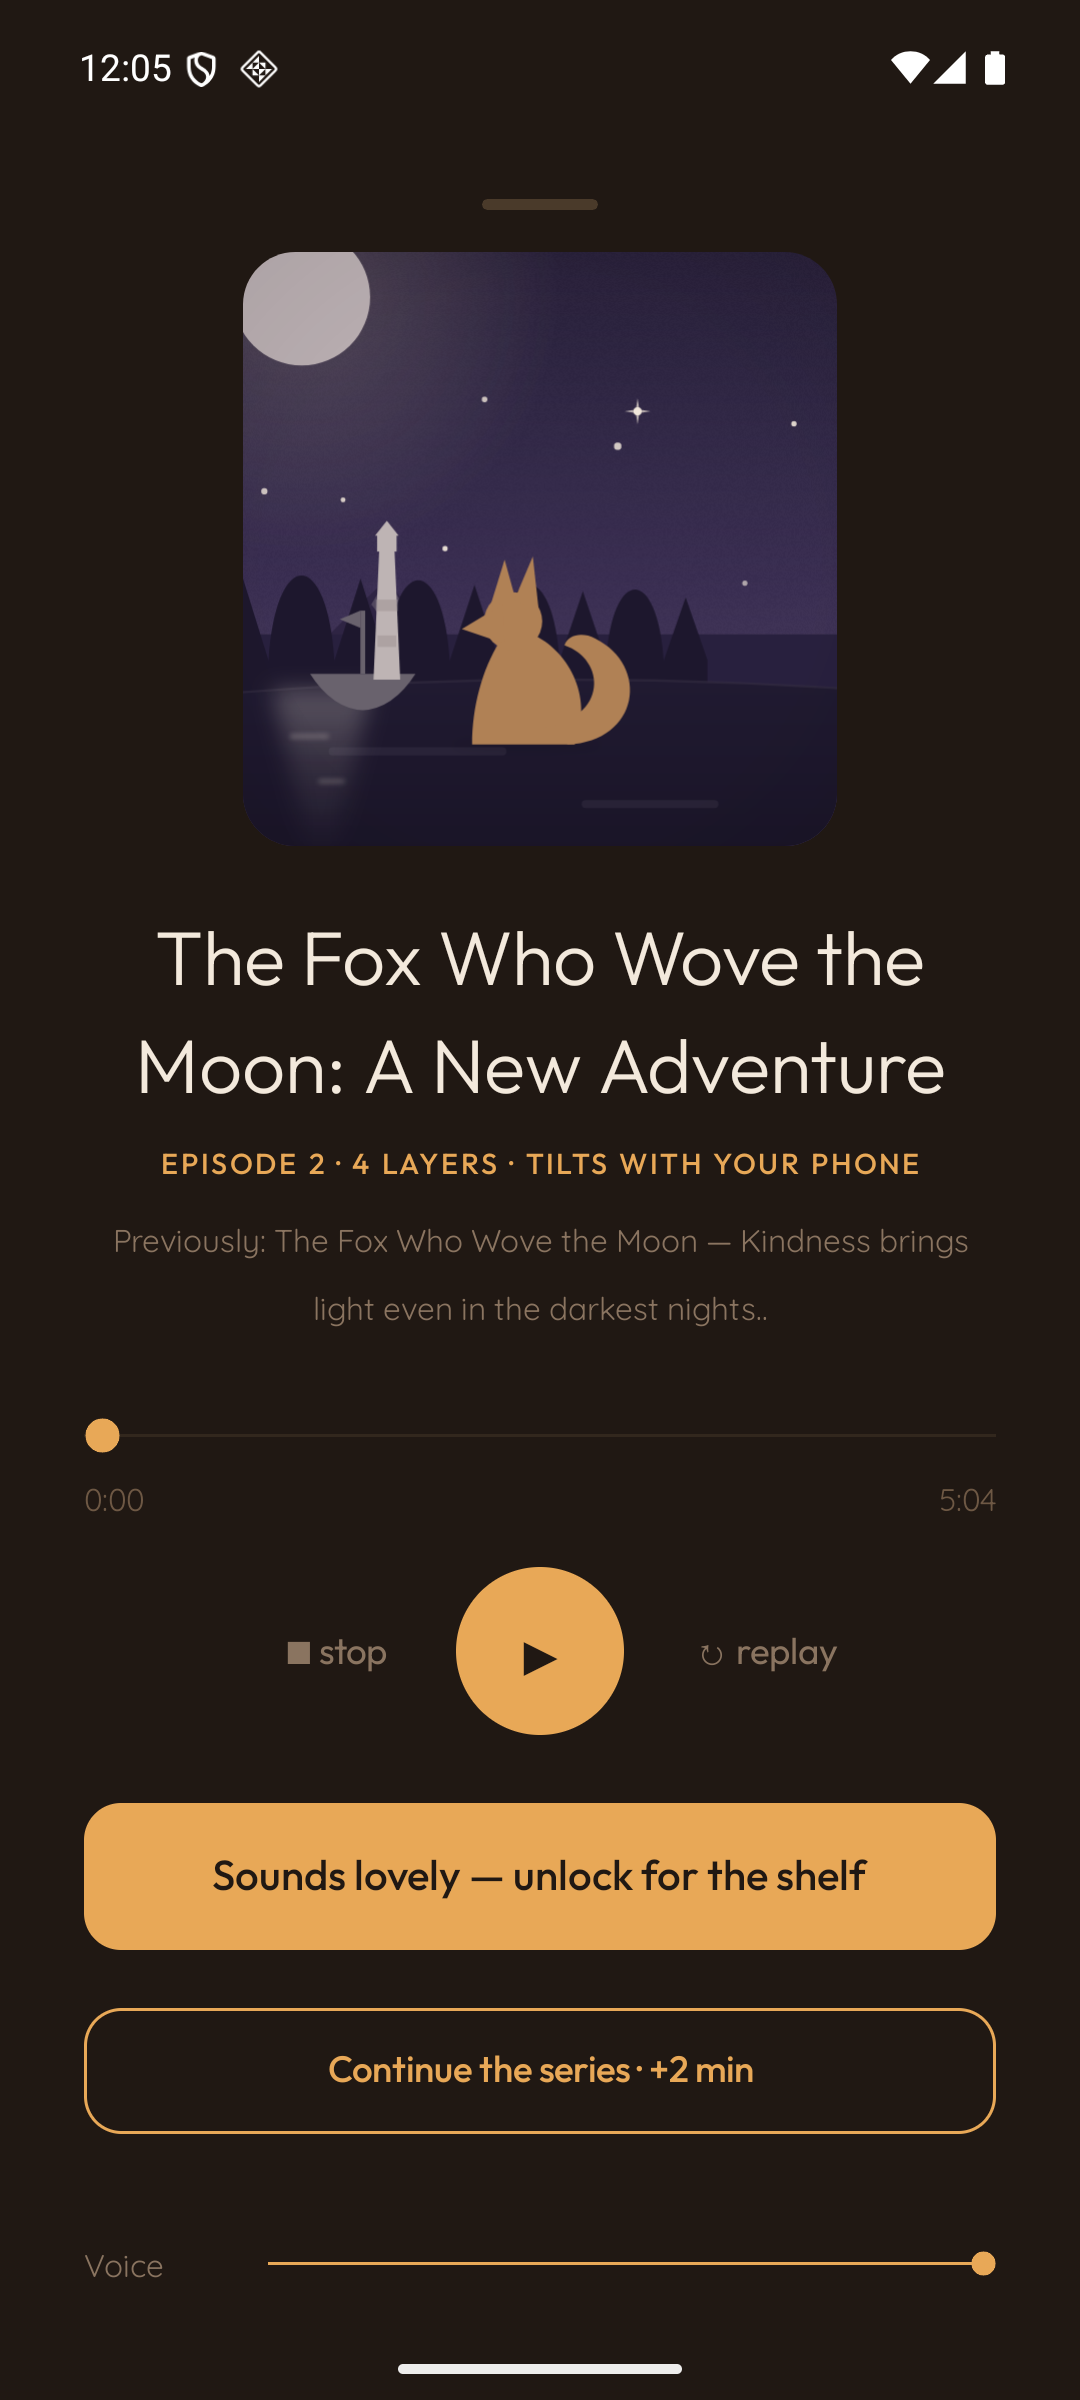 12:05
The Fox Who Wove the
Moon: A New Adventure
EPISODE 2 · 4 LAYERS · TILTS WITH YOUR PHONE
Previously: The Fox Who Wove the Moon — Kindness brings
light even in the darkest nights..
0:00 5:04
■ stop ▶ ↻ replay
Sounds lovely — unlock for the shelf
Continue the series · +2 min
Voice